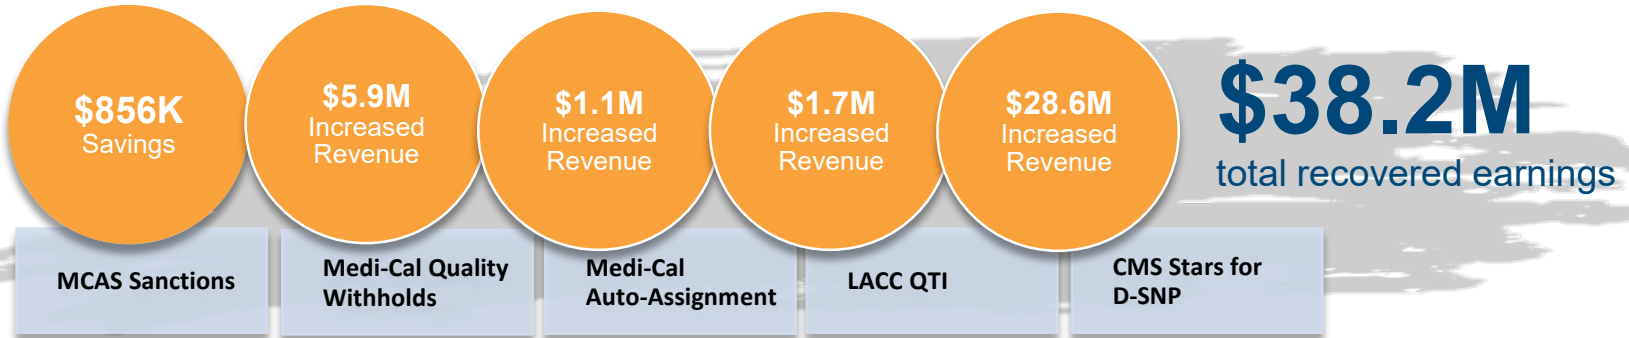 $856K
Savings
$5.9M
Increased
Revenue
$1.1M
Increased
Revenue
$1.7M
Increased
Revenue
$28.6M
Increased
Revenue
$38.2M
total recovered earnings
MCAS Sanctions
Medi-Cal Quality
Withholds
Medi-Cal
Auto-Assignment
LACC QTI
CMS Stars for
D-SNP